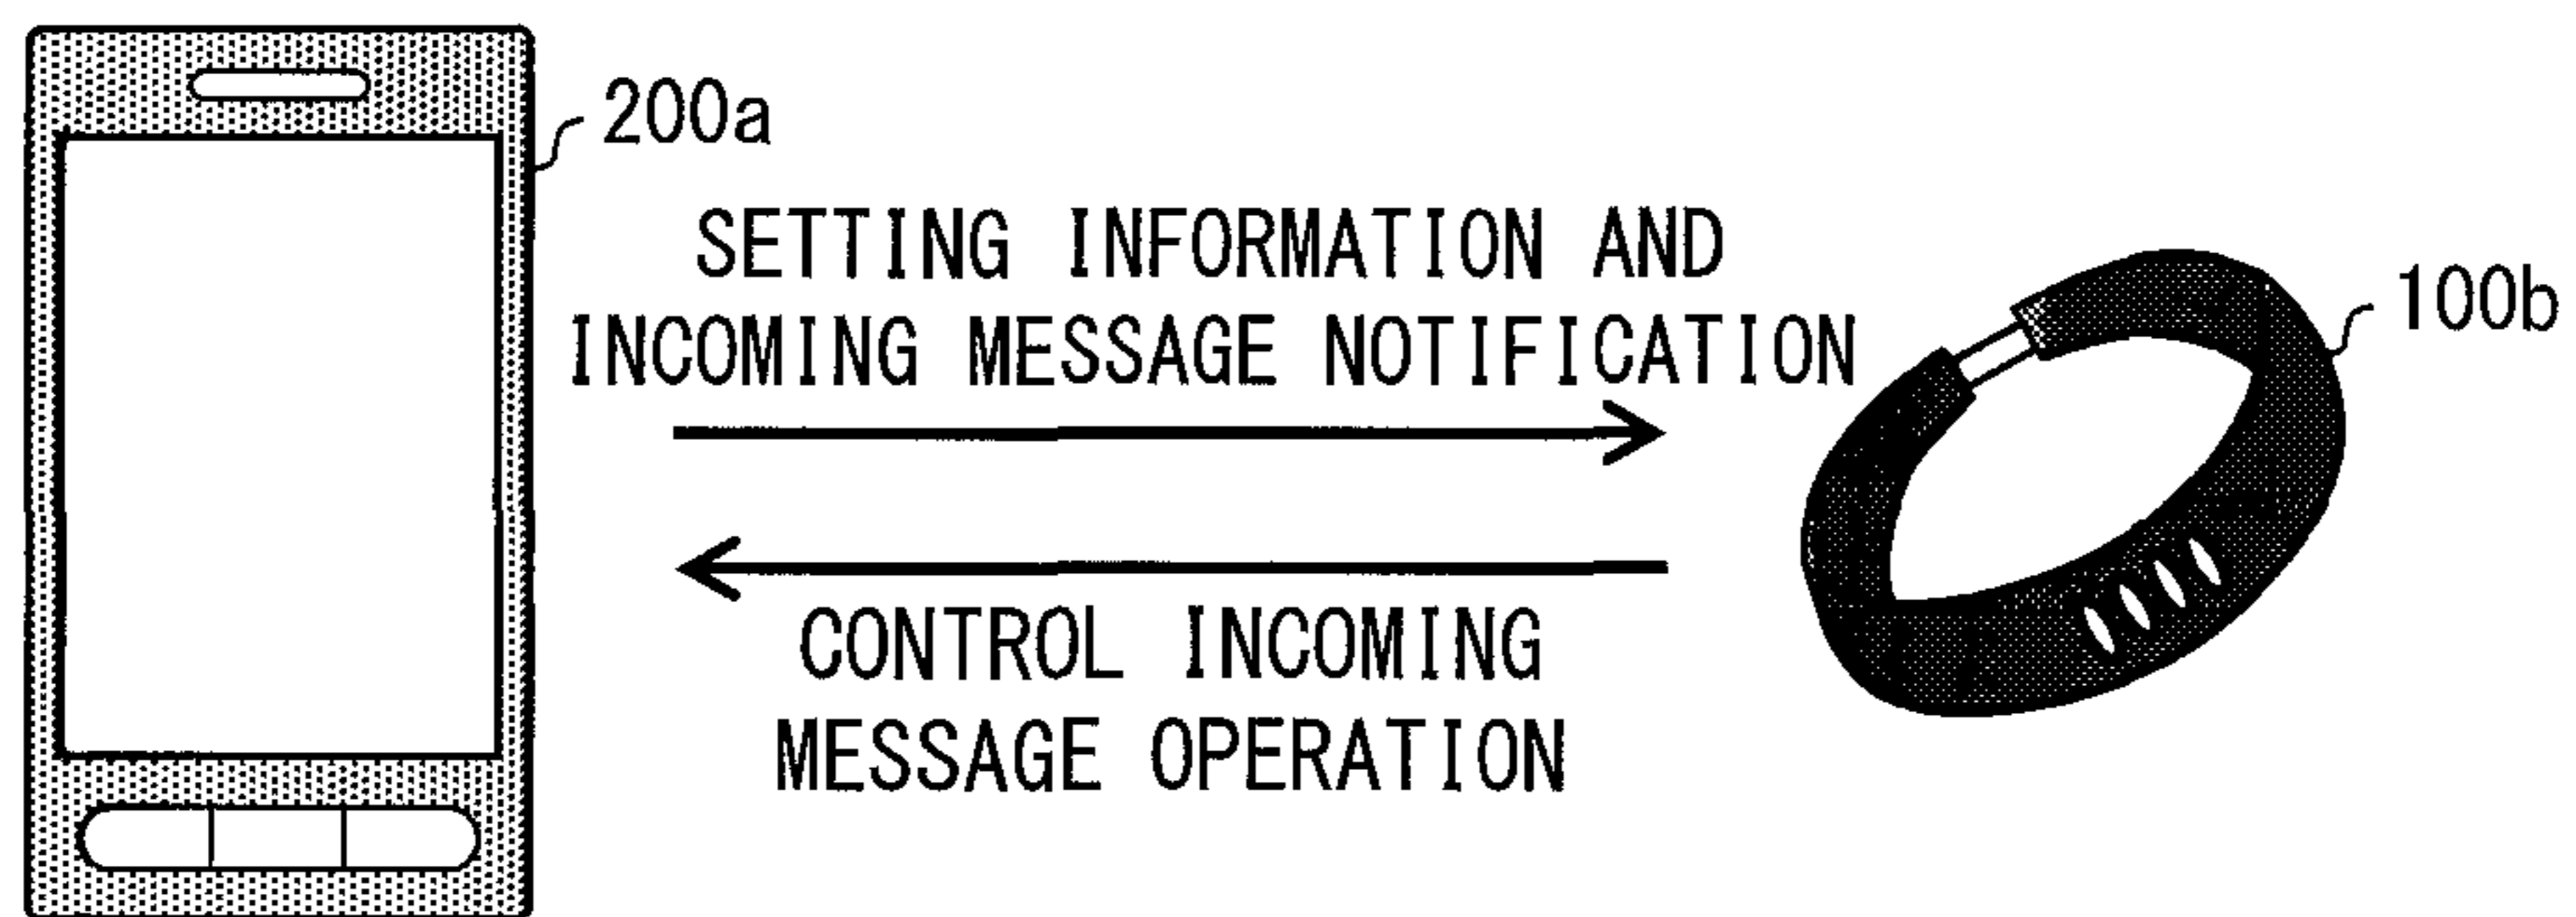 200a
SETTING INFORMATION AND
INCOMING MESSAGE NOTIFICATION
100b
CONTROL INCOMING
MESSAGE OPERATION